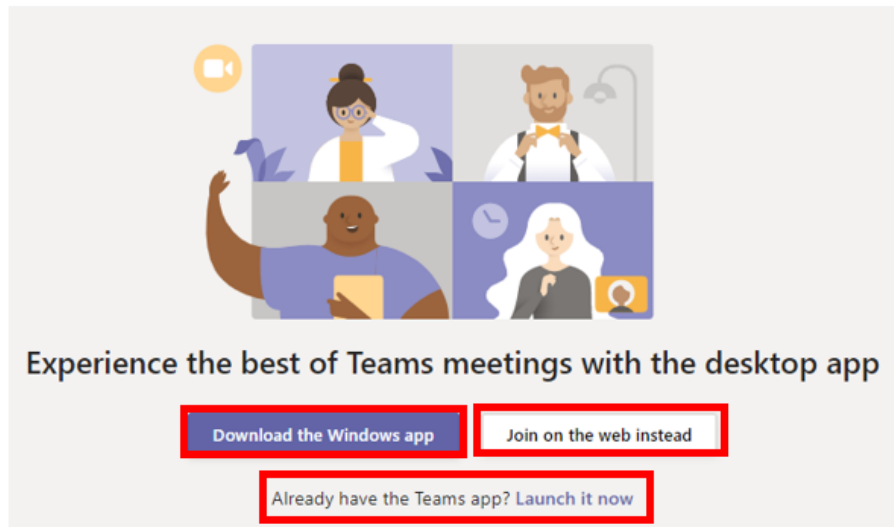 Experience the best of Teams meetings with the desktop app
Download the Windows app
Join on the web instead
Already have the Teams app? Launch it now